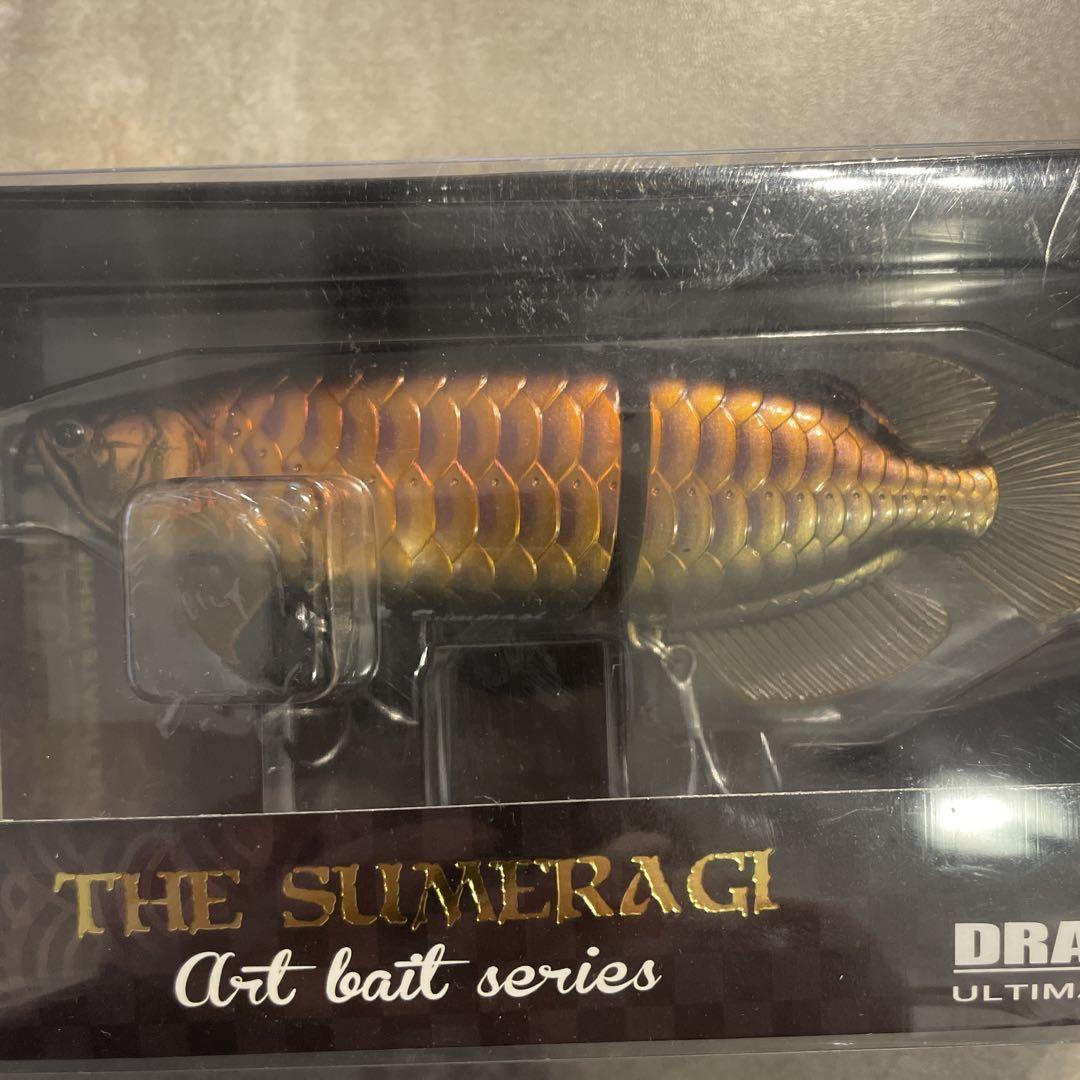 THE SUMERAGI
Art bait series
DRA
ULTIMA